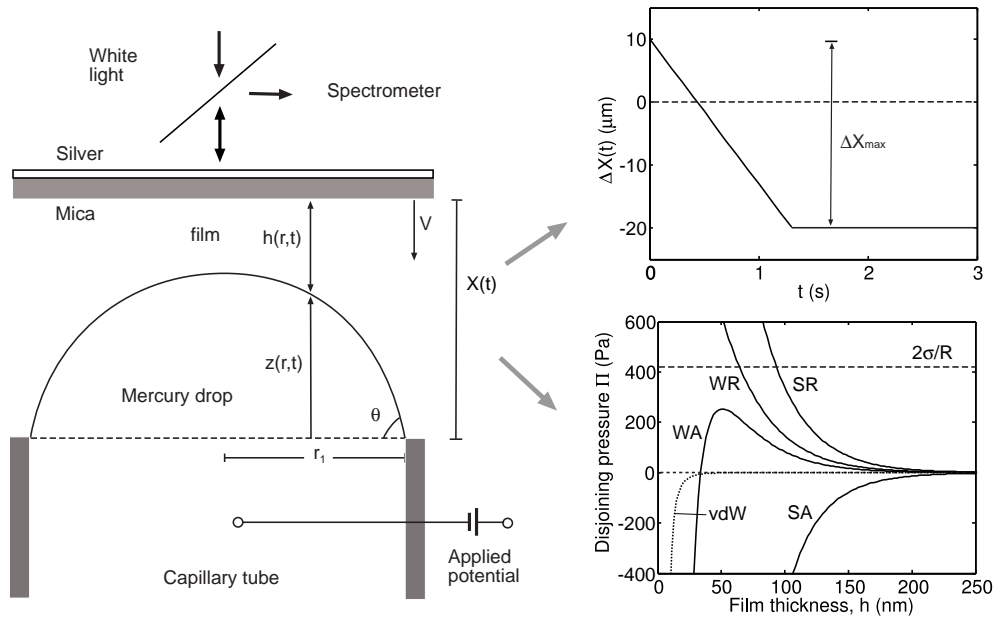 White
light
Spectrometer
Silver
Mica
film
h(r,t)
V
X(t)
z(r,t)
Mercury drop
θ
r₁
Applied
potential
Capillary tube
ΔX(t) (μm)
10
0
-10
-20
ΔXmax
0 1 2 3
t (s)
Disjoining pressure Π (Pa)
600
400
200
0
-200
-400
2σ/R
WR
SR
WA
vdW
SA
0 50 100 150 200 250
Film thickness, h (nm)